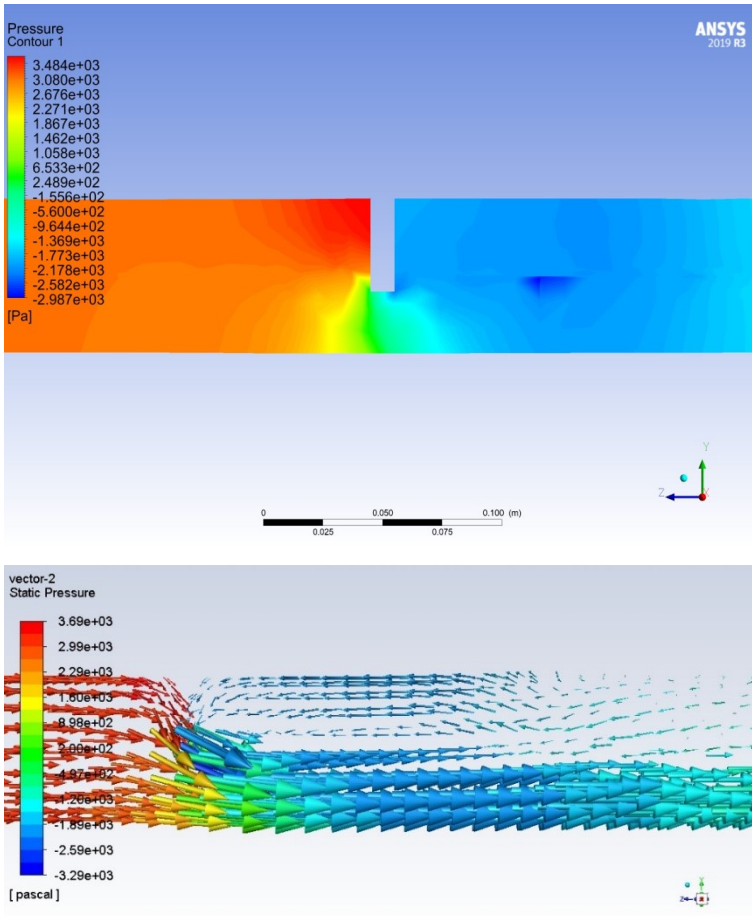 Pressure
Contour 1
ANSYS
2019 R3
3.484e+03
3.080e+03
2.676e+03
2.271e+03
1.867e+03
1.462e+03
1.058e+03
6.533e+02
2.489e+02
-1.556e+02
-5.600e+02
-9.644e+02
-1.369e+03
-1.773e+03
-2.178e+03
-2.582e+03
-2.987e+03
[Pa]
Y
Z
X
0 0.050 0.100 (m)
0.025 0.075
vector-2
Static Pressure
3.69e+03
2.99e+03
2.29e+03
1.60e+03
8.98e+02
2.00e+02
-4.97e+02
-1.20e+03
-1.89e+03
-2.59e+03
-3.29e+03
[ pascal ]
Y
Z